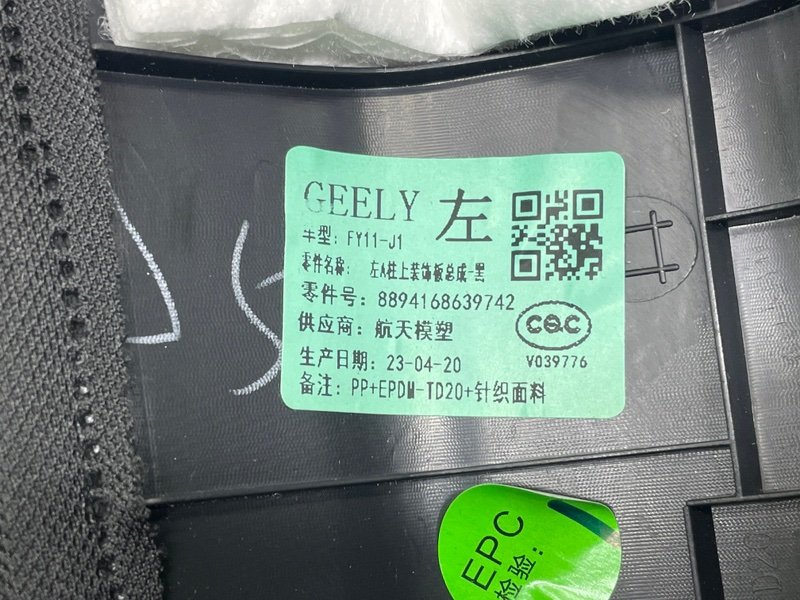 GEELY 左
车型: FY11-J1
零件名称: 左A柱上装饰板总成-黑
零件号: 8894168639742
CQC
供应商: 航天模塑
V039776
生产日期: 23-04-20
备注: PP+EPDM-TD20+针织面料
EPC
检验: